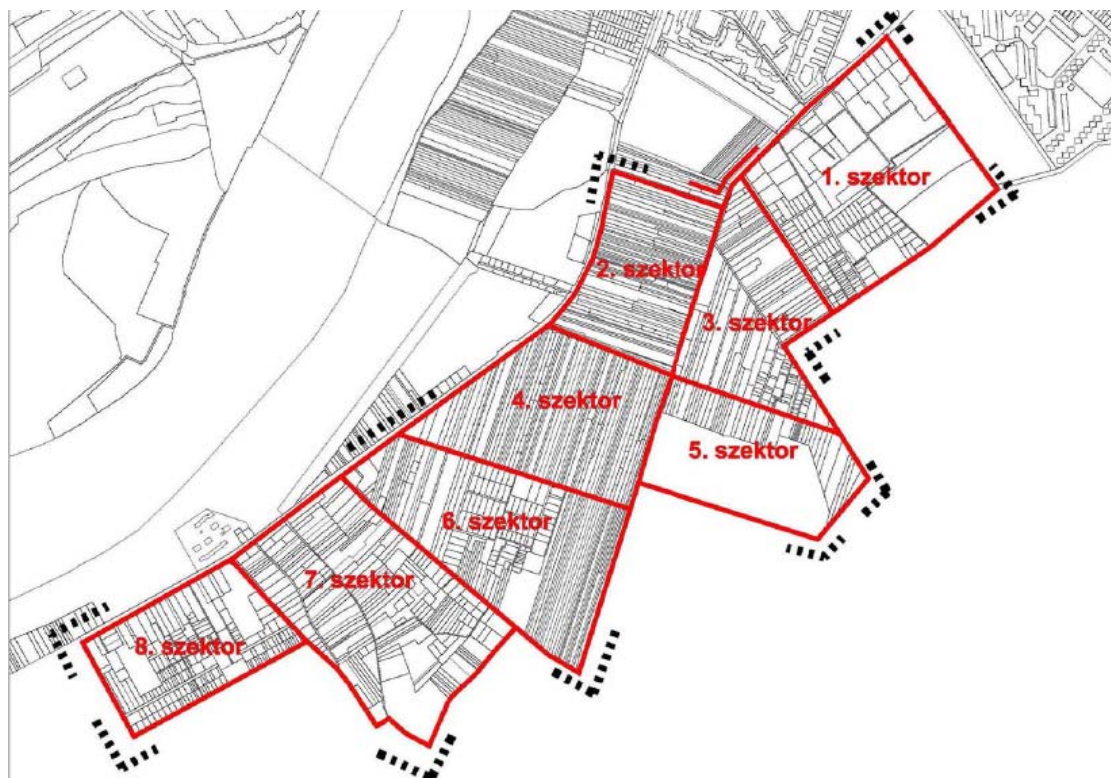 1. szektor
2. szektor
3. szektor
4. szektor
5. szektor
6. szektor
7. szektor
8. szektor